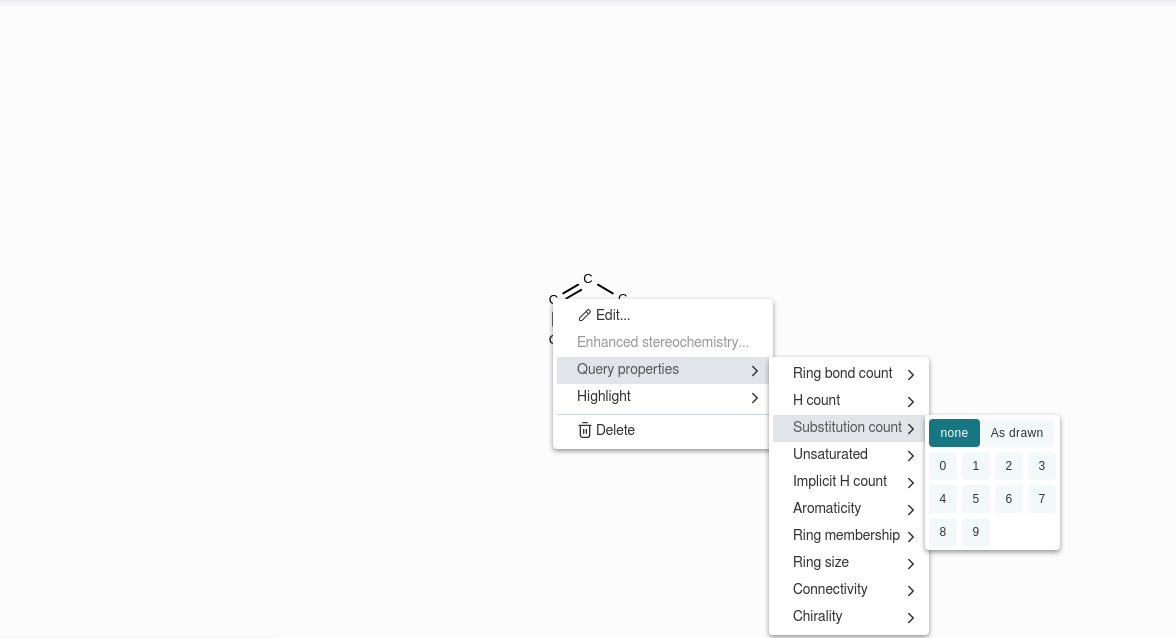 C
C C
C
Edit...
Enhanced stereochemistry...
Query properties
Highlight
Delete
Ring bond count
H count
Substitution count
Unsaturated
Implicit H count
Aromaticity
Ring membership
Ring size
Connectivity
Chirality
none As drawn
0 1 2 3
4 5 6 7
8 9